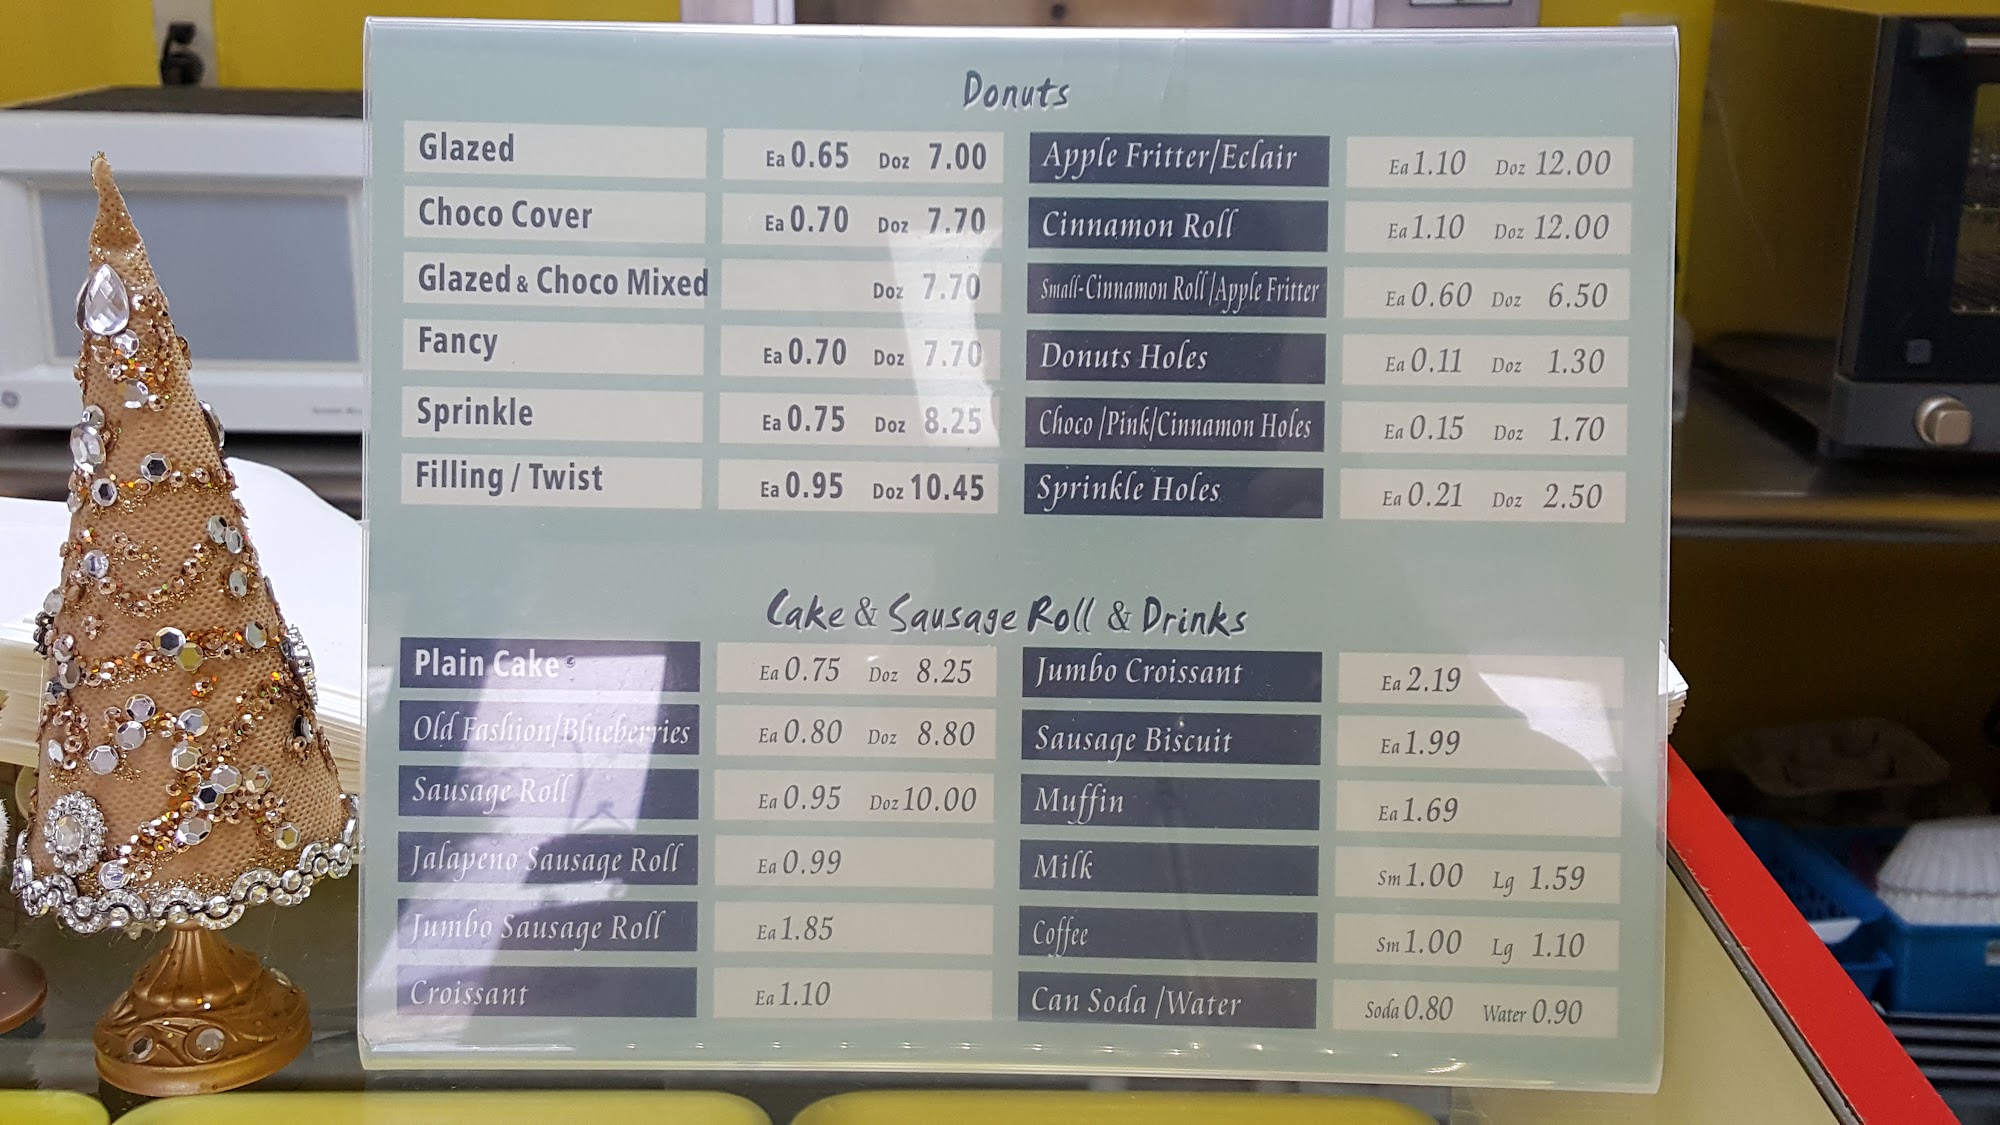 Donuts
Glazed Ea 0.65 Doz 7.00
Choco Cover Ea 0.70 Doz 7.70
Glazed & Choco Mixed Doz 7.70
Fancy Ea 0.70 Doz 7.70
Sprinkle Ea 0.75 Doz 8.25
Filling / Twist Ea 0.95 Doz 10.45
Apple Fritter/Eclair Ea 1.10 Doz 12.00
Cinnamon Roll Ea 1.10 Doz 12.00
Small-Cinnamon Roll/Apple Fritter Ea 0.60 Doz 6.50
Donuts Holes Ea 0.11 Doz 1.30
Choco /Pink/Cinnamon Holes Ea 0.15 Doz 1.70
Sprinkle Holes Ea 0.21 Doz 2.50
Cake & Sausage Roll & Drinks
Plain Cake Ea 0.75 Doz 8.25
Old Fashion/Blueberries Ea 0.80 Doz 8.80
Sausage Roll Ea 0.95 Doz 10.00
Jalapeno Sausage Roll Ea 0.99
Jumbo Sausage Roll Ea 1.85
Croissant Ea 1.10
Jumbo Croissant Ea 2.19
Sausage Biscuit Ea 1.99
Muffin Ea 1.69
Milk Sm 1.00 Lg 1.59
Coffee Sm 1.00 Lg 1.10
Can Soda /Water Soda 0.80 Water 0.90